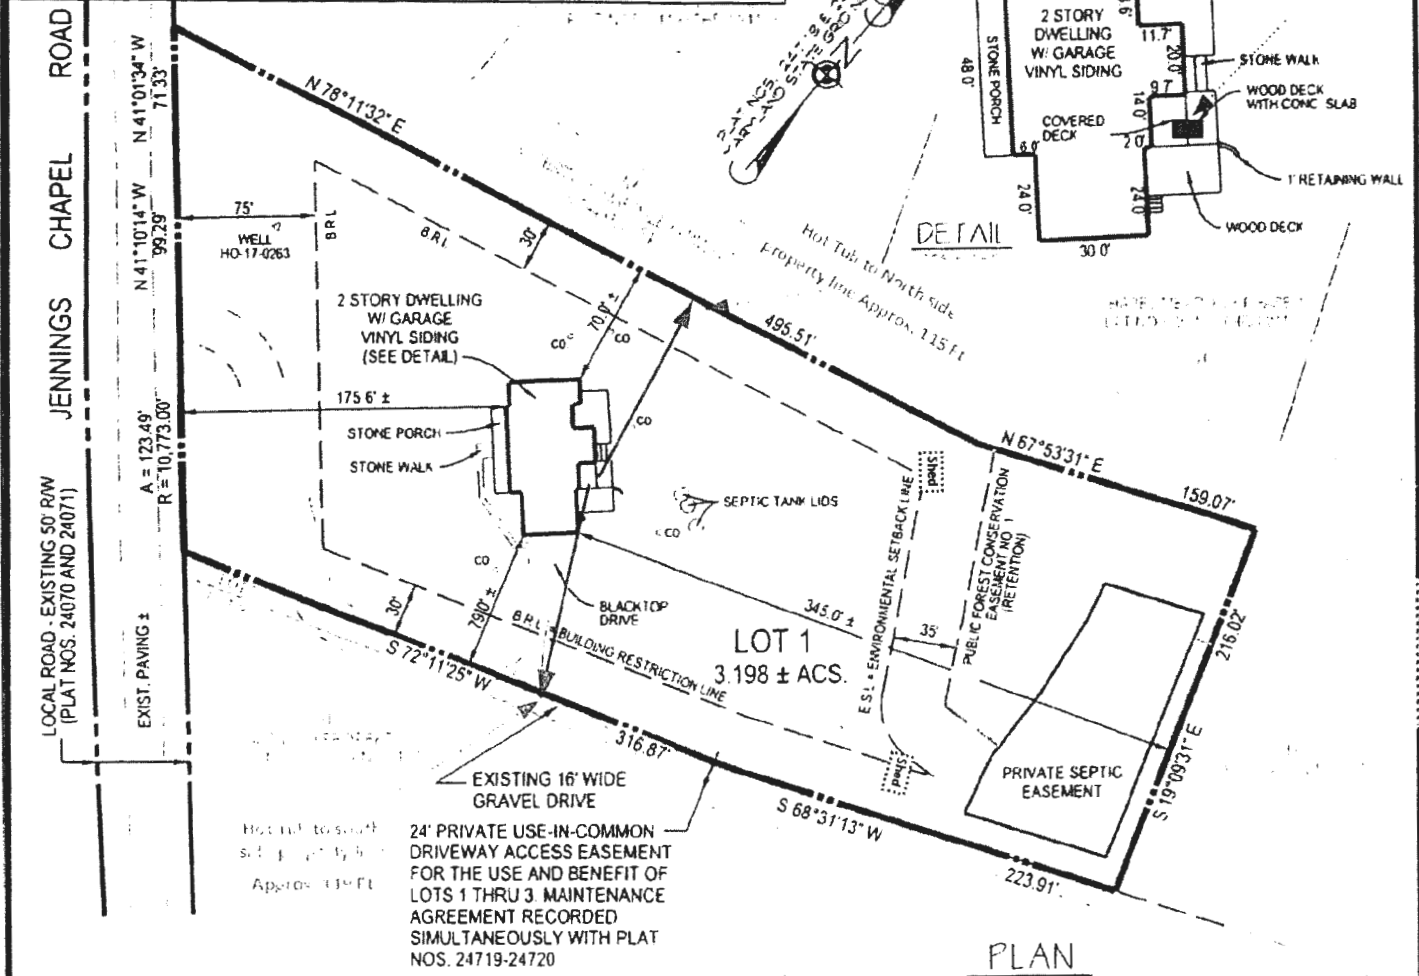 JENNINGS CHAPEL ROAD
N 41°01'34" W
71.33'
N 41°10'14" W
99.29'
A = 123.49'
R = 10,773.00'
EXIST. PAVING ±
LOCAL ROAD - EXISTING 50' R/W
(PLAT NOS. 24070 AND 24071)
N 78°11'32" E
75'
BRL
WELL
HO-17-0263
BRL
30'
2 STORY DWELLING
W/ GARAGE
VINYL SIDING
(SEE DETAIL)
70.0' ±
CO
CO
CO
495.51'
175.6' ±
STONE PORCH
STONE WALK
SEPTIC TANK LIDS
CO
CO
N
2 STORY
DWELLING
W/ GARAGE
VINYL SIDING
STONE PORCH
48.0'
11.7'
20.0'
9.7'
14.0'
2.0'
6.0'
24.0'
24.0'
30.0'
STONE WALK
WOOD DECK
WITH CONC SLAB
COVERED
DECK
1' RETAINING WALL
WOOD DECK
DETAIL
Hot Tub to North side
property line Approx. 115 Ft
N 67°53'31" E
159.07'
Shed
E.S.L = ENVIRONMENTAL SETBACK LINE
PUBLIC FOREST CONSERVATION
EASEMENT NO. 1
(RETENTION)
35'
345.0' ±
LOT 1
3.198 ± ACS.
30'
79.0' ±
BLACKTOP
DRIVE
BRL = BUILDING RESTRICTION LINE
S 72°11'25" W
316.87'
Shed
PRIVATE SEPTIC
EASEMENT
216.02'
S 19°09'31" E
S 68°31'13" W
223.91'
EXISTING 16' WIDE
GRAVEL DRIVE
24' PRIVATE USE-IN-COMMON
DRIVEWAY ACCESS EASEMENT
FOR THE USE AND BENEFIT OF
LOTS 1 THRU 3. MAINTENANCE
AGREEMENT RECORDED
SIMULTANEOUSLY WITH PLAT
NOS. 24719-24720
Hot tub to south
Approx
PLAN